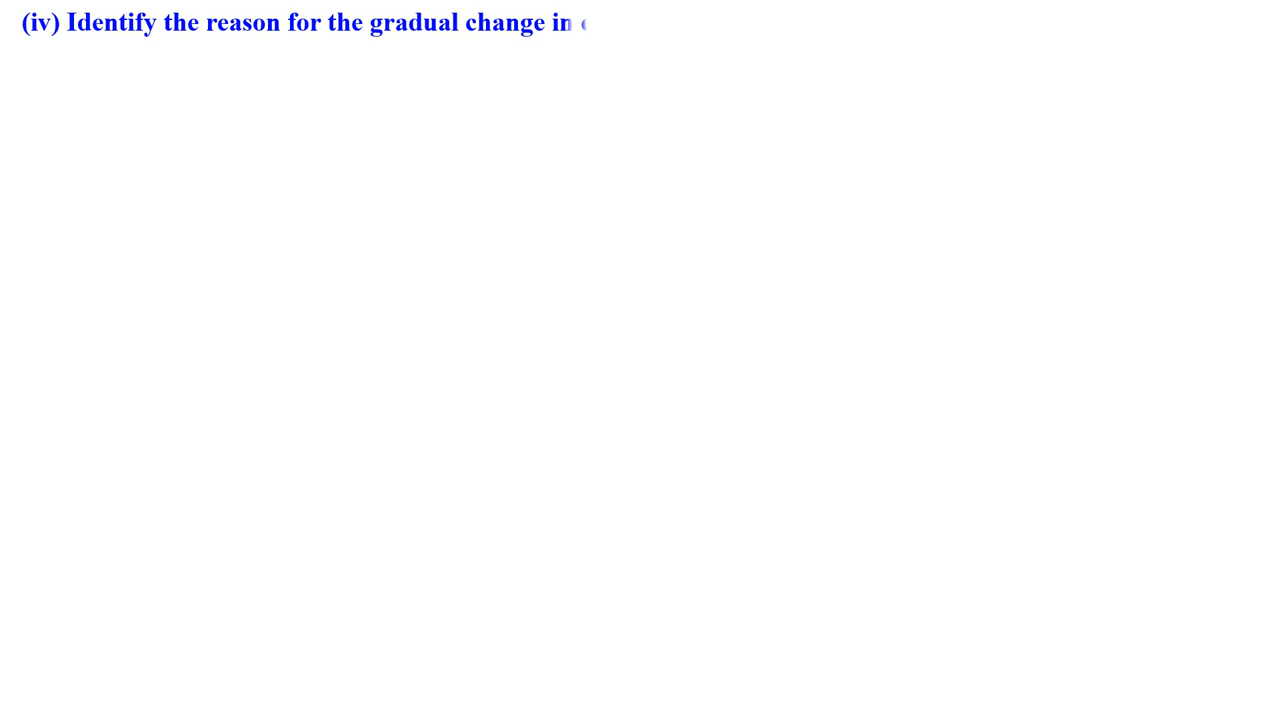 (iv) Identify the reason for the gradual change in